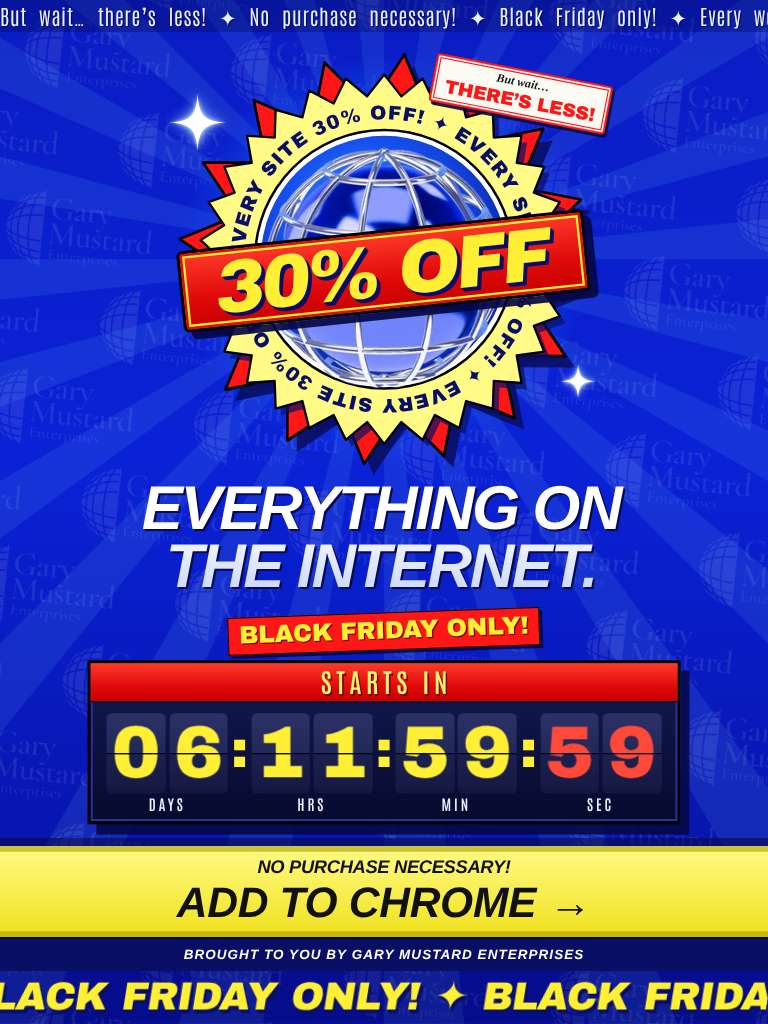 But wait… there’s less! ✦ No purchase necessary! ✦ Black Friday only! ✦ Every
But wait…
THERE’S LESS!
EVERY SITE 30% OFF! ✦ EVERY SITE 30% OFF! ✦
30% OFF
EVERYTHING ON
THE INTERNET.
BLACK FRIDAY ONLY!
STARTS IN
06:11:59:59
DAYS HRS MIN SEC
NO PURCHASE NECESSARY!
ADD TO CHROME →
BROUGHT TO YOU BY GARY MUSTARD ENTERPRISES
LACK FRIDAY ONLY! ✦ BLACK FRIDA
Gary
Mustard
Enterprises